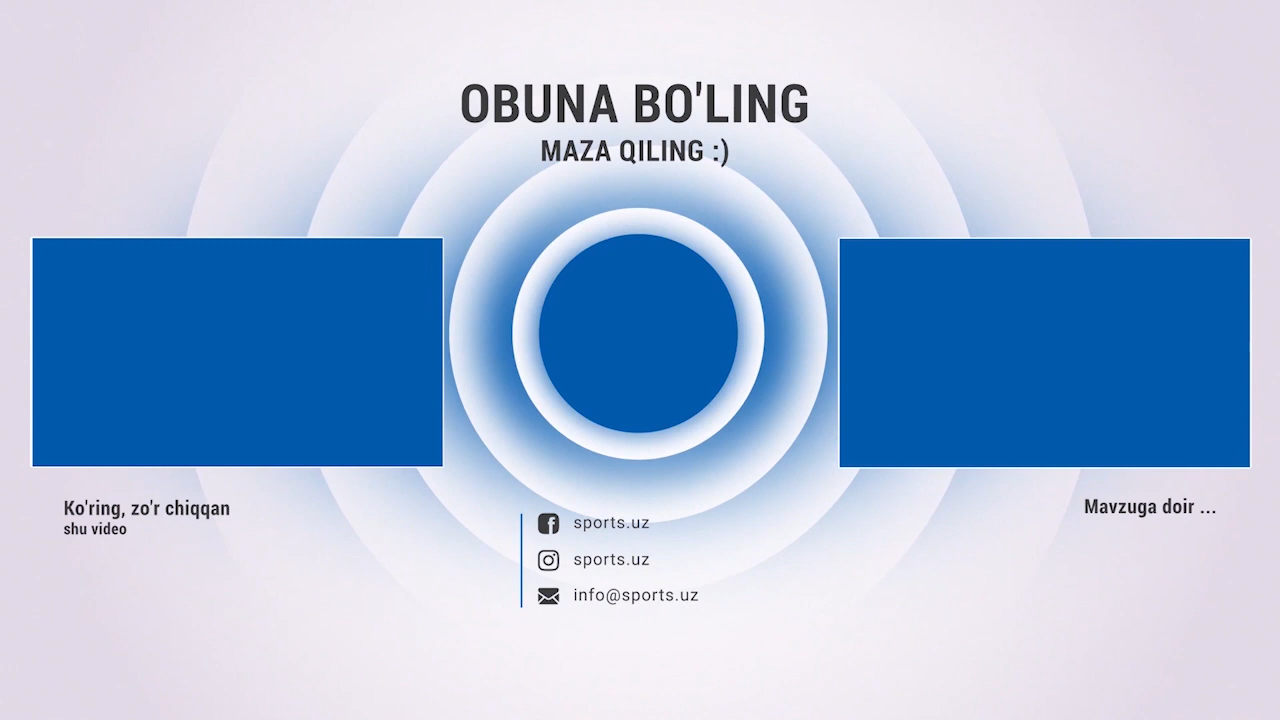 OBUNA BO'LING
MAZA QILING :)
Ko'ring, zo'r chiqqan
shu video
Mavzuga doir ...
sports.uz
sports.uz
info@sports.uz